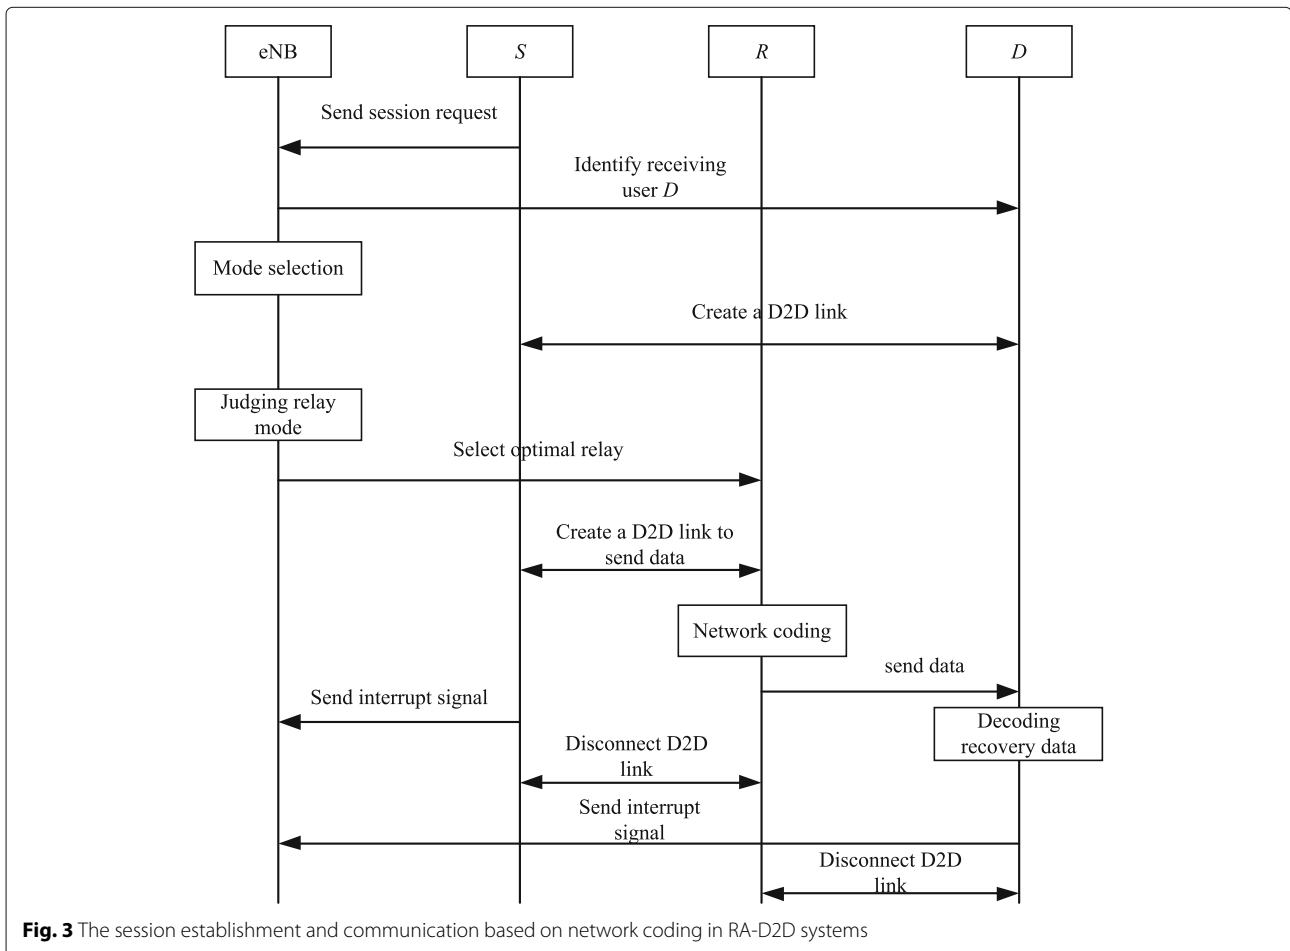 eNB
S
R
D
Send session request
Identify receiving
user D
Mode selection
Create a D2D link
Judging relay
mode
Select optimal relay
Create a D2D link to
send data
Network coding
send data
Send interrupt signal
Decoding
recovery data
Disconnect D2D
link
Send interrupt
signal
Disconnect D2D
link
Fig. 3 The session establishment and communication based on network coding in RA-D2D systems